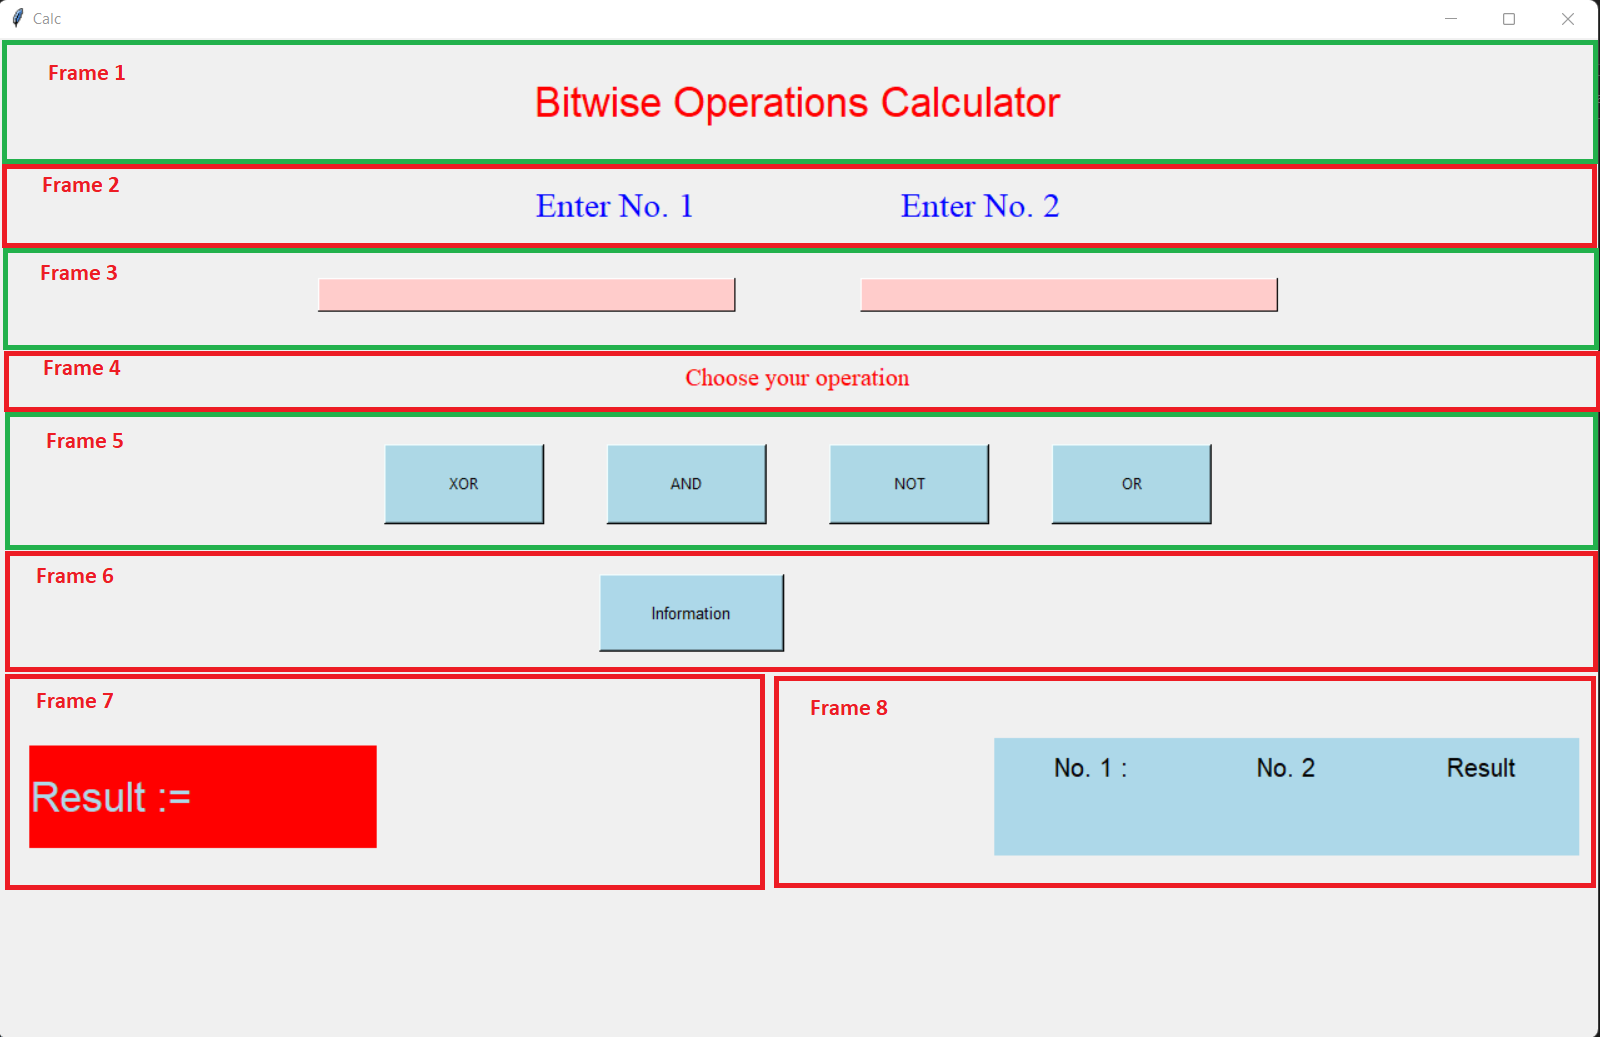 Calc
Frame 1
Bitwise Operations Calculator
Frame 2
Enter No. 1 Enter No. 2
Frame 3
Frame 4
Choose your operation
Frame 5
XOR AND NOT OR
Frame 6
Information
Frame 7
Result :=
Frame 8
No. 1 : No. 2 Result